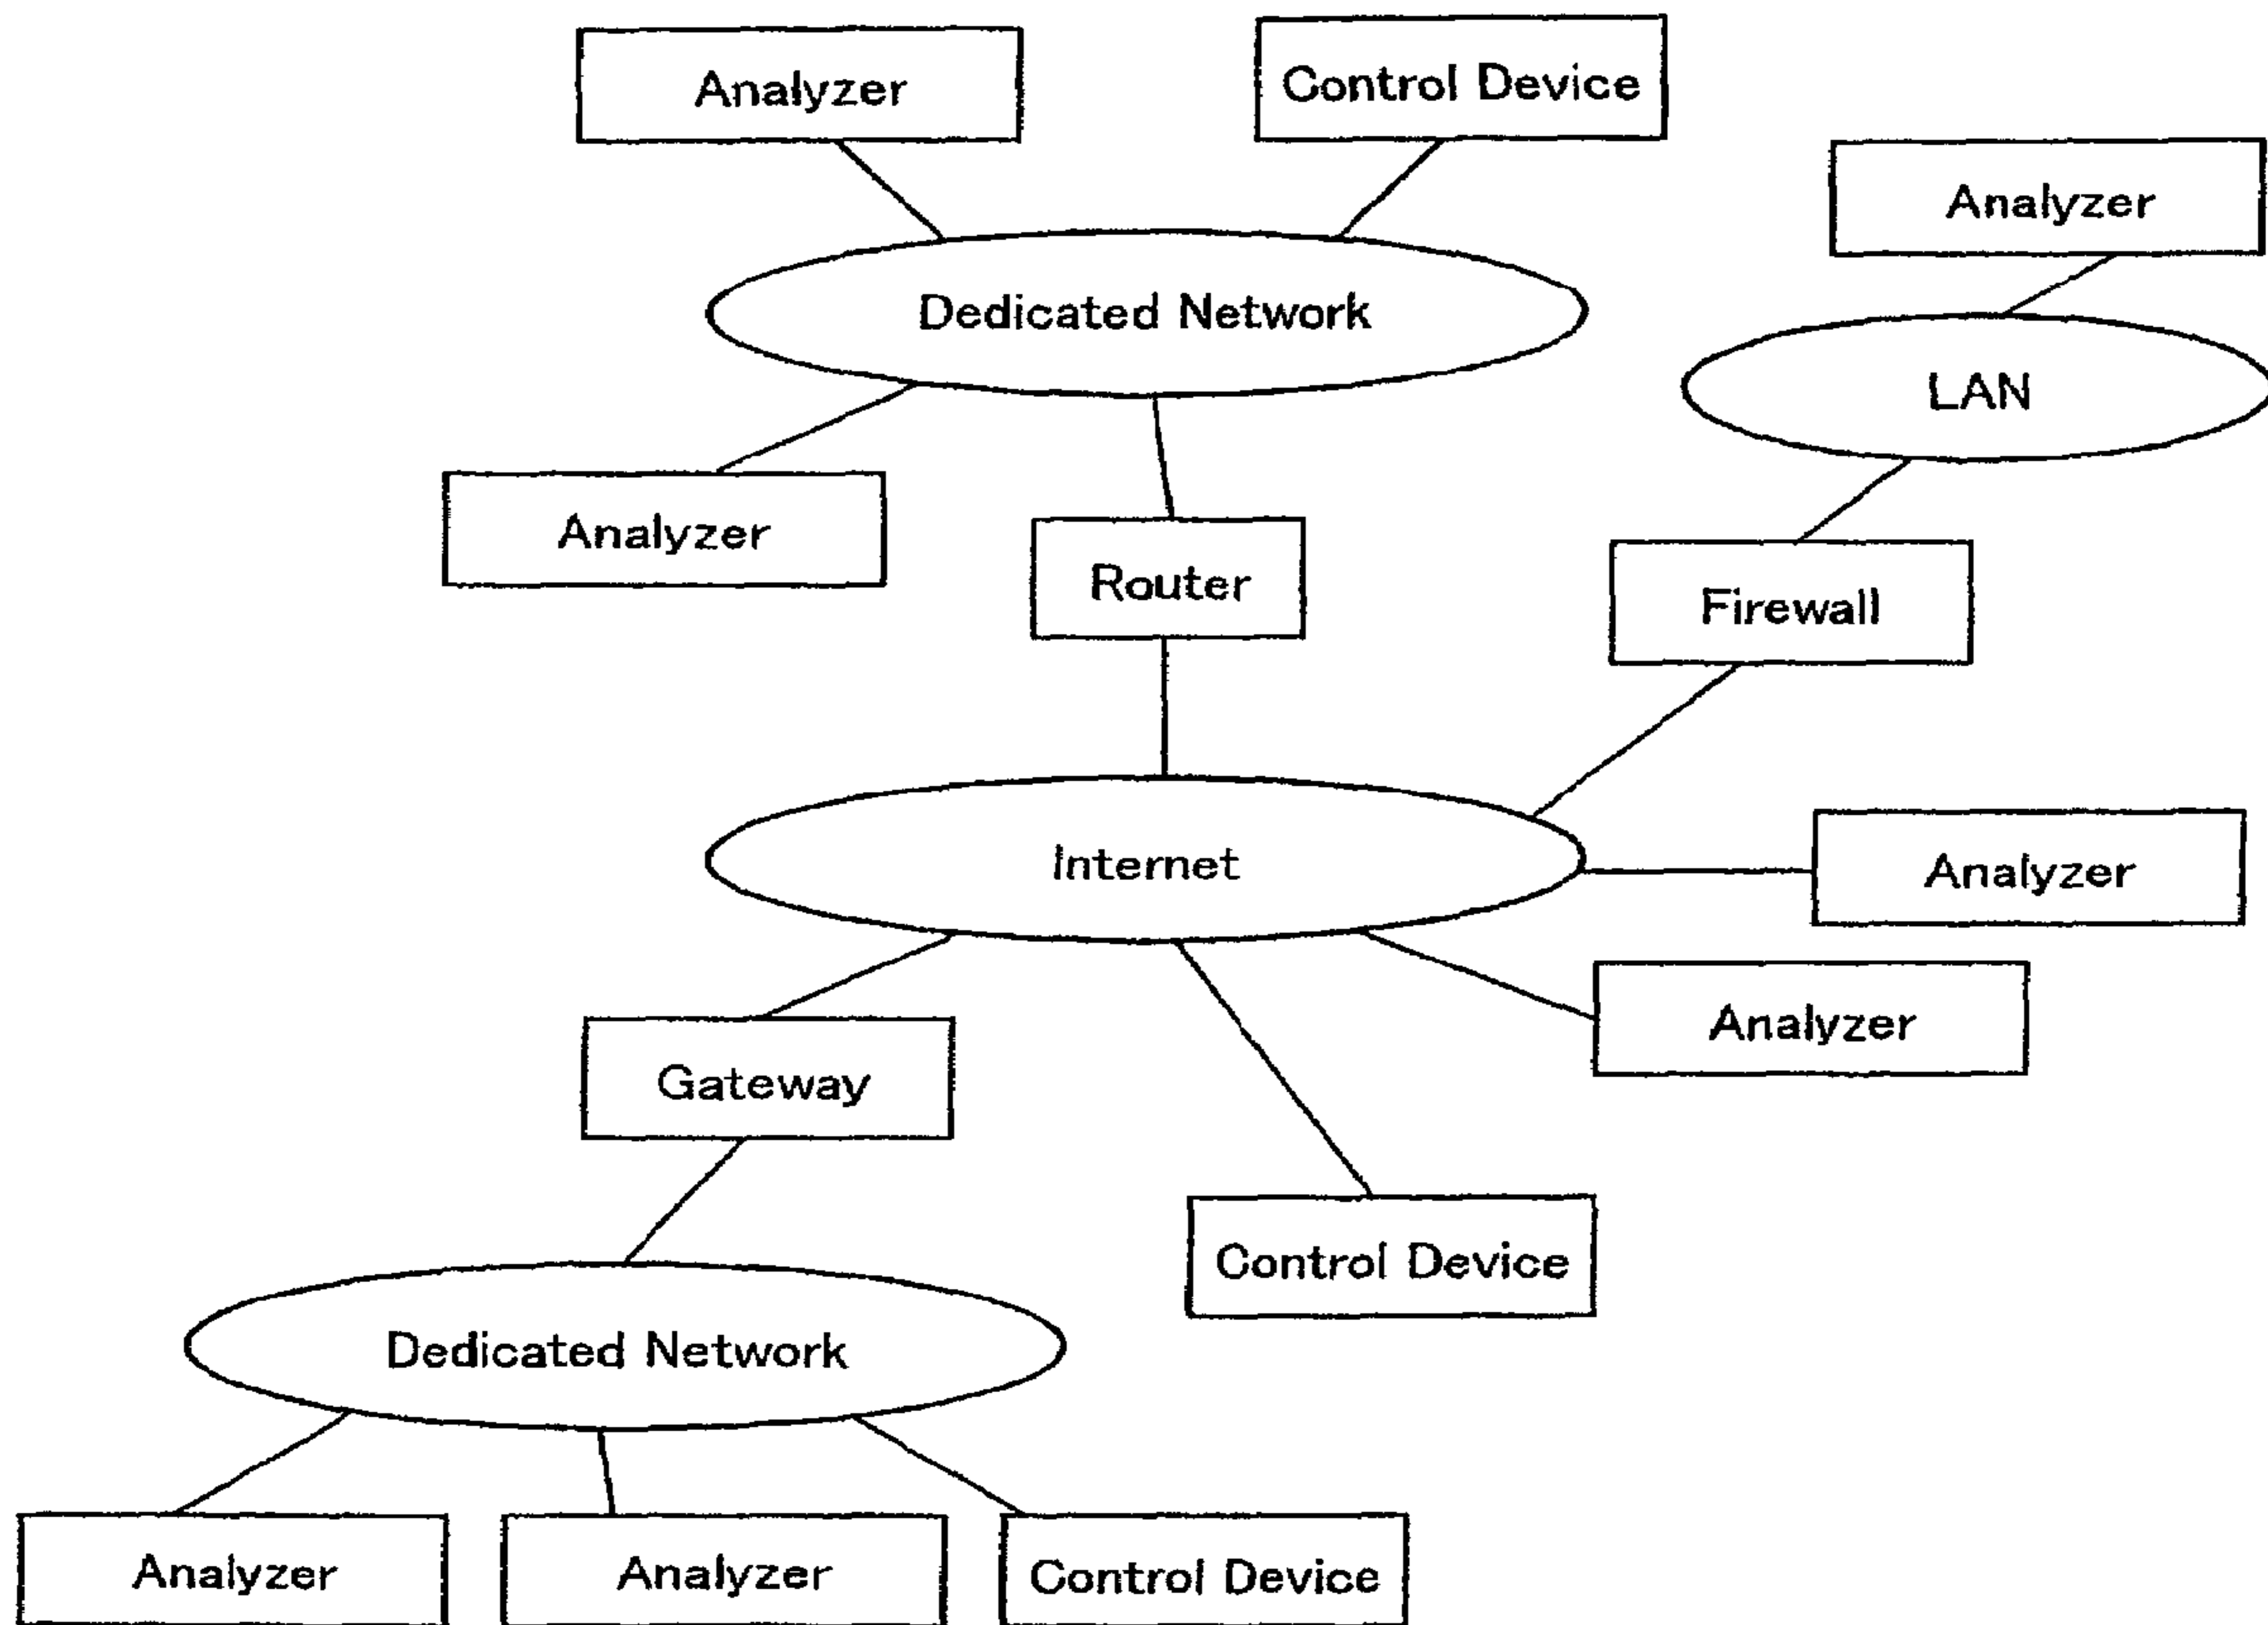 Analyzer
Control Device
Analyzer
Dedicated Network
LAN
Analyzer
Router
Firewall
Internet
Analyzer
Analyzer
Gateway
Control Device
Dedicated Network
Analyzer
Analyzer
Control Device